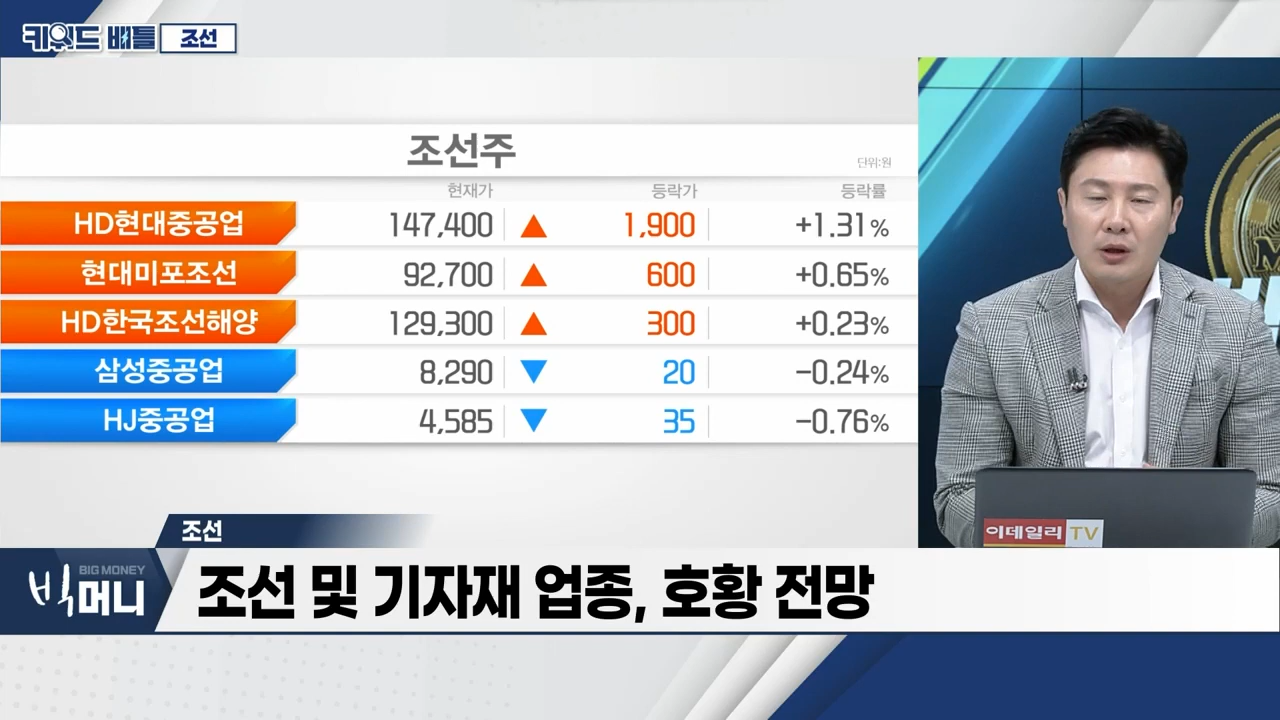 키워드 배틀 조선
조선주
단위:원
현재가 등락가 등락률
HD현대중공업 147,400 ▲ 1,900 +1.31%
현대미포조선 92,700 ▲ 600 +0.65%
HD한국조선해양 129,300 ▲ 300 +0.23%
삼성중공업 8,290 ▼ 20 -0.24%
HJ중공업 4,585 ▼ 35 -0.76%
이데일리TV
조선
BIG MONEY
빅머니
조선 및 기자재 업종, 호황 전망